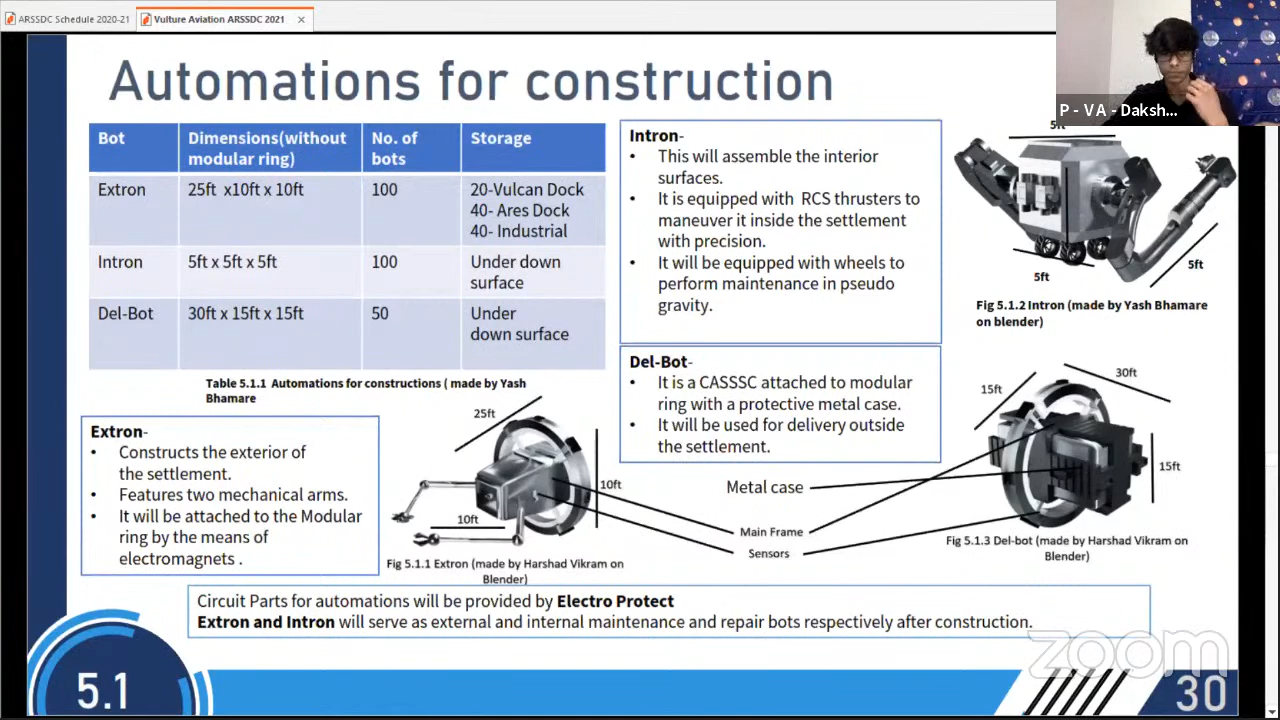 ARSSDC Schedule 2020-21
Vulture Aviation ARSSDC 2021
Automations for construction
P - V A - Daksh...
Bot
Dimensions(without modular ring)
No. of bots
Storage
Extron
25ft x10ft x 10ft
100
20-Vulcan Dock
40- Ares Dock
40- Industrial
Intron
5ft x 5ft x 5ft
100
Under down
surface
Del-Bot
30ft x 15ft x 15ft
50
Under
down surface
Table 5.1.1 Automations for constructions ( made by Yash
Bhamare
Intron-
• This will assemble the interior
surfaces.
• It is equipped with RCS thrusters to
maneuver it inside the settlement
with precision.
• It will be equipped with wheels to
perform maintenance in pseudo
gravity.
5ft
5ft
5ft
Fig 5.1.2 Intron (made by Yash Bhamare
on blender)
Del-Bot-
• It is a CASSSC attached to modular
ring with a protective metal case.
• It will be used for delivery outside
the settlement.
Extron-
• Constructs the exterior of
the settlement.
• Features two mechanical arms.
• It will be attached to the Modular
ring by the means of
electromagnets .
25ft
10ft
10ft
Fig 5.1.1 Extron (made by Harshad Vikram on
Blender)
Metal case
Main Frame
Sensors
15ft
30ft
15ft
Fig 5.1.3 Del-bot (made by Harshad Vikram on
Blender)
Circuit Parts for automations will be provided by Electro Protect
Extron and Intron will serve as external and internal maintenance and repair bots respectively after construction.
zoom
5.1
30